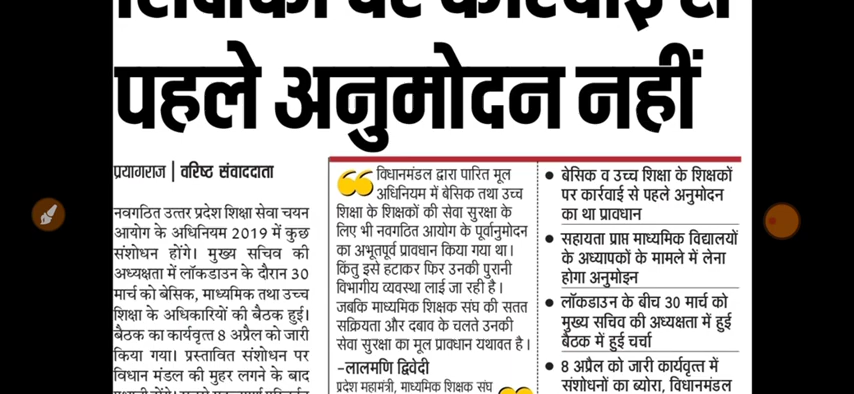 पहले अनुमोदन नहीं
प्रयागराज | वरिष्ठ संवाददाता
नवगठित उत्तर प्रदेश शिक्षा सेवा चयन
आयोग के अधिनियम 2019 में कुछ
संशोधन होंगे। मुख्य सचिव की
अध्यक्षता में लॉकडाउन के दौरान 30
मार्च को बेसिक, माध्यमिक तथा उच्च
शिक्षा के अधिकारियों की बैठक हुई।
बैठक का कार्यवृत्त 8 अप्रैल को जारी
किया गया। प्रस्तावित संशोधन पर
विधान मंडल की मुहर लगने के बाद
विधानमंडल द्वारा पारित मूल
अधिनियम में बेसिक तथा उच्च
शिक्षा के शिक्षकों की सेवा सुरक्षा के
लिए भी नवगठित आयोग के पूर्वानुमोदन
का अभूतपूर्व प्रावधान किया गया था।
किंतु इसे हटाकर फिर उनकी पुरानी
विभागीय व्यवस्था लाई जा रही है।
जबकि माध्यमिक शिक्षक संघ की सतत
सक्रियता और दबाव के चलते उनकी
सेवा सुरक्षा का मूल प्रावधान यथावत है।
-लालमणि द्विवेदी
प्रदेश महामंत्री, माध्यमिक शिक्षक संघ
● बेसिक व उच्च शिक्षा के शिक्षकों
पर कार्रवाई से पहले अनुमोदन
का था प्रावधान
● सहायता प्राप्त माध्यमिक विद्यालयों
के अध्यापकों के मामले में लेना
होगा अनुमोइन
● लॉकडाउन के बीच 30 मार्च को
मुख्य सचिव की अध्यक्षता में हुई
बैठक में हुई चर्चा
● 8 अप्रैल को जारी कार्यवृत्त में
संशोधनों का ब्योरा, विधानमंडल